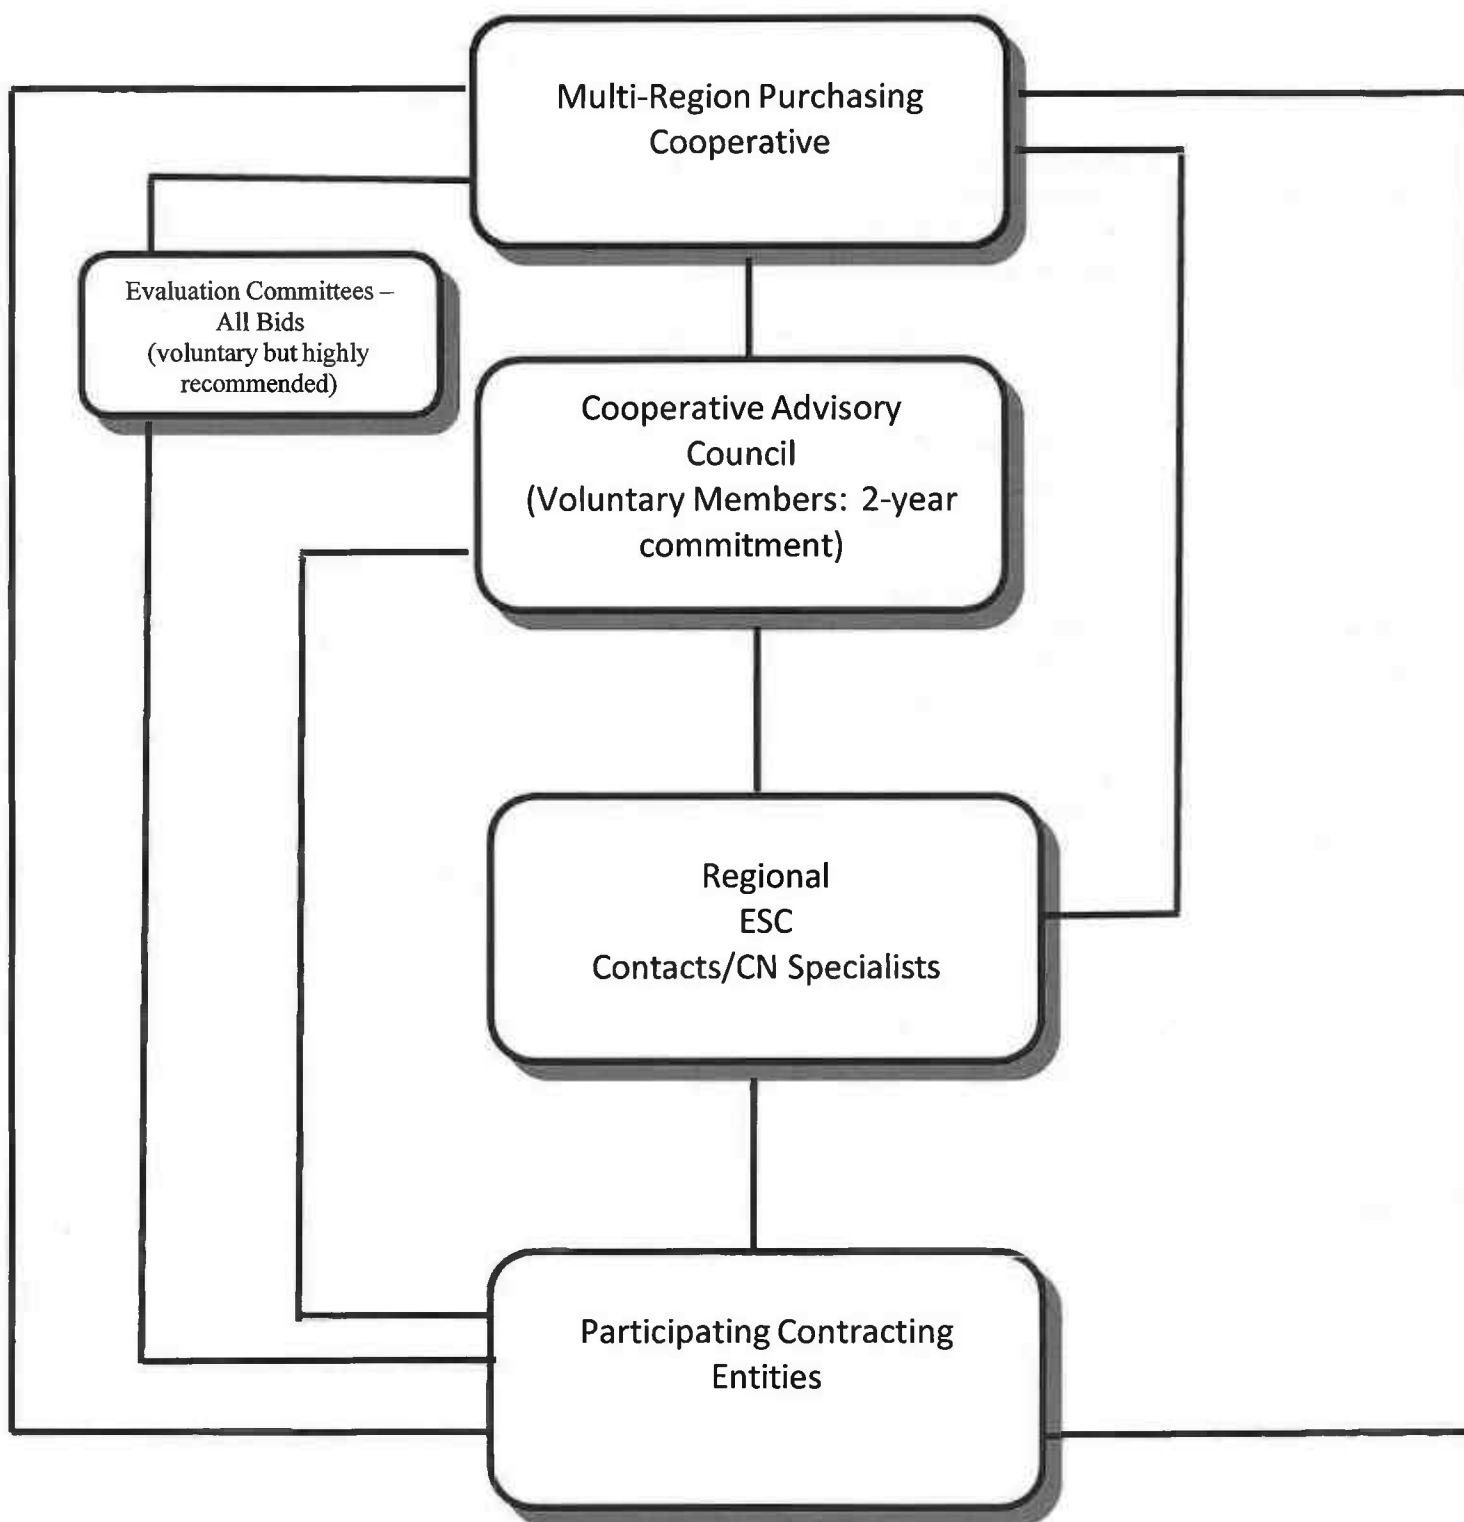 Multi-Region Purchasing
Cooperative
Evaluation Committees –
All Bids
(voluntary but highly
recommended)
Cooperative Advisory
Council
(Voluntary Members:  2-year
commitment)
Regional
ESC
Contacts/CN Specialists
Participating Contracting
Entities